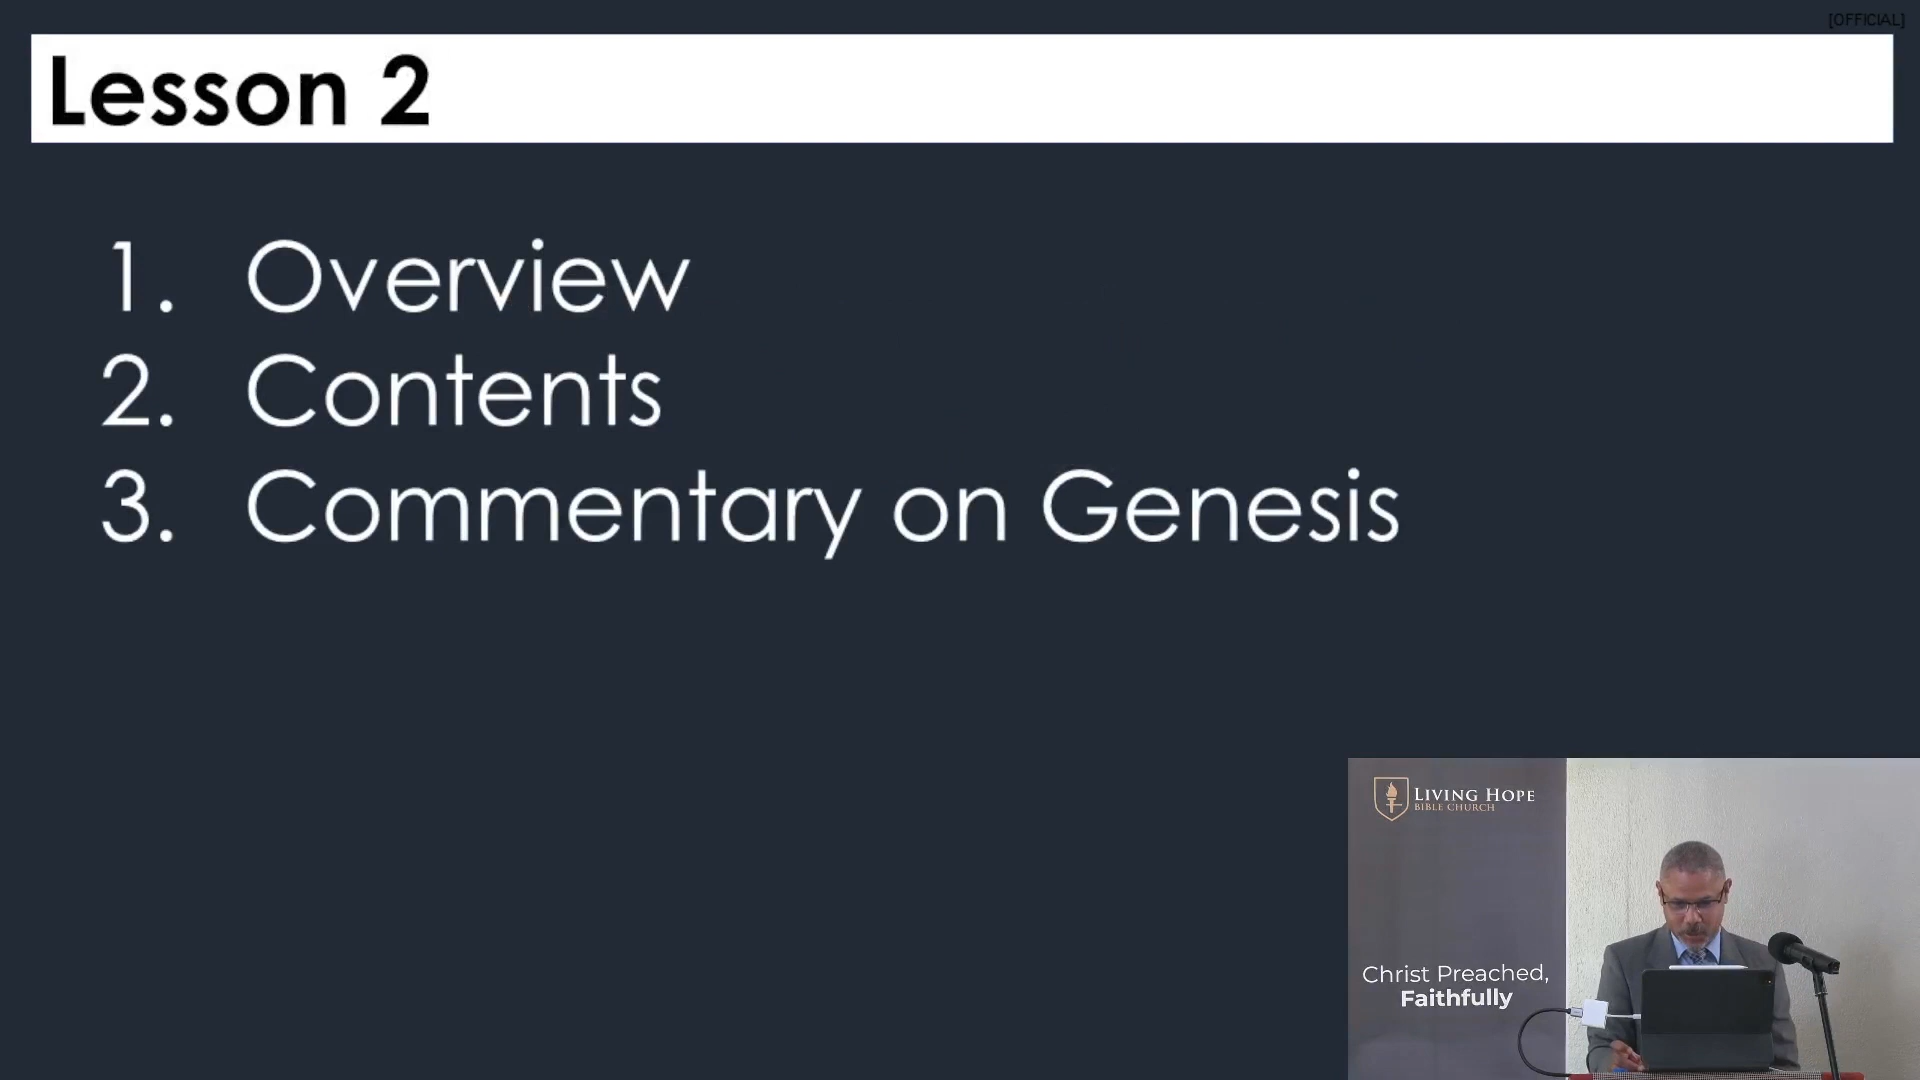 [OFFICIAL]
Lesson 2
1. Overview
2. Contents
3. Commentary on Genesis
LIVING HOPE
BIBLE CHURCH
Christ Preached,
Faithfully